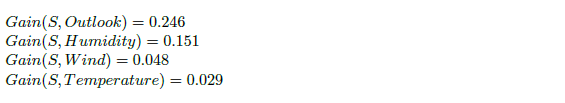 Gain(S, Outlook) = 0.246
Gain(S, Humidity) = 0.151
Gain(S, Wind) = 0.048
Gain(S, Temperature) = 0.029